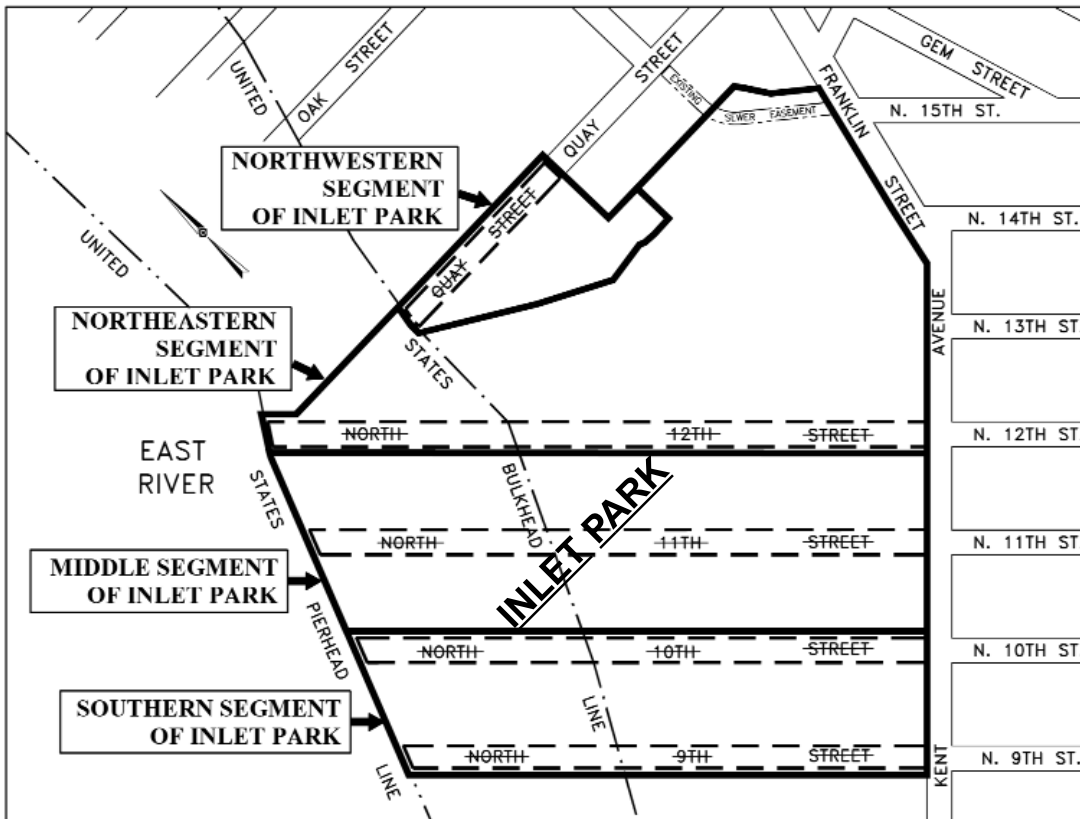 GEM STREET
FRANKLIN STREET
QUAY STREET
OAK STREET
UNITED
EXISTING
SEWER EASEMENT
N. 15TH ST.
NORTHWESTERN
SEGMENT
OF INLET PARK
QUAY STREET
N. 14TH ST.
UNITED
NORTHEASTERN
SEGMENT
OF INLET PARK
STATES
AVENUE
N. 13TH ST.
NORTH 12TH STREET
N. 12TH ST.
EAST
RIVER
STATES
BULKHEAD
INLET PARK
NORTH 11TH STREET
N. 11TH ST.
MIDDLE SEGMENT
OF INLET PARK
PIERHEAD
NORTH 10TH STREET
N. 10TH ST.
SOUTHERN SEGMENT
OF INLET PARK
LINE
NORTH 9TH STREET
N. 9TH ST.
LINE
KENT